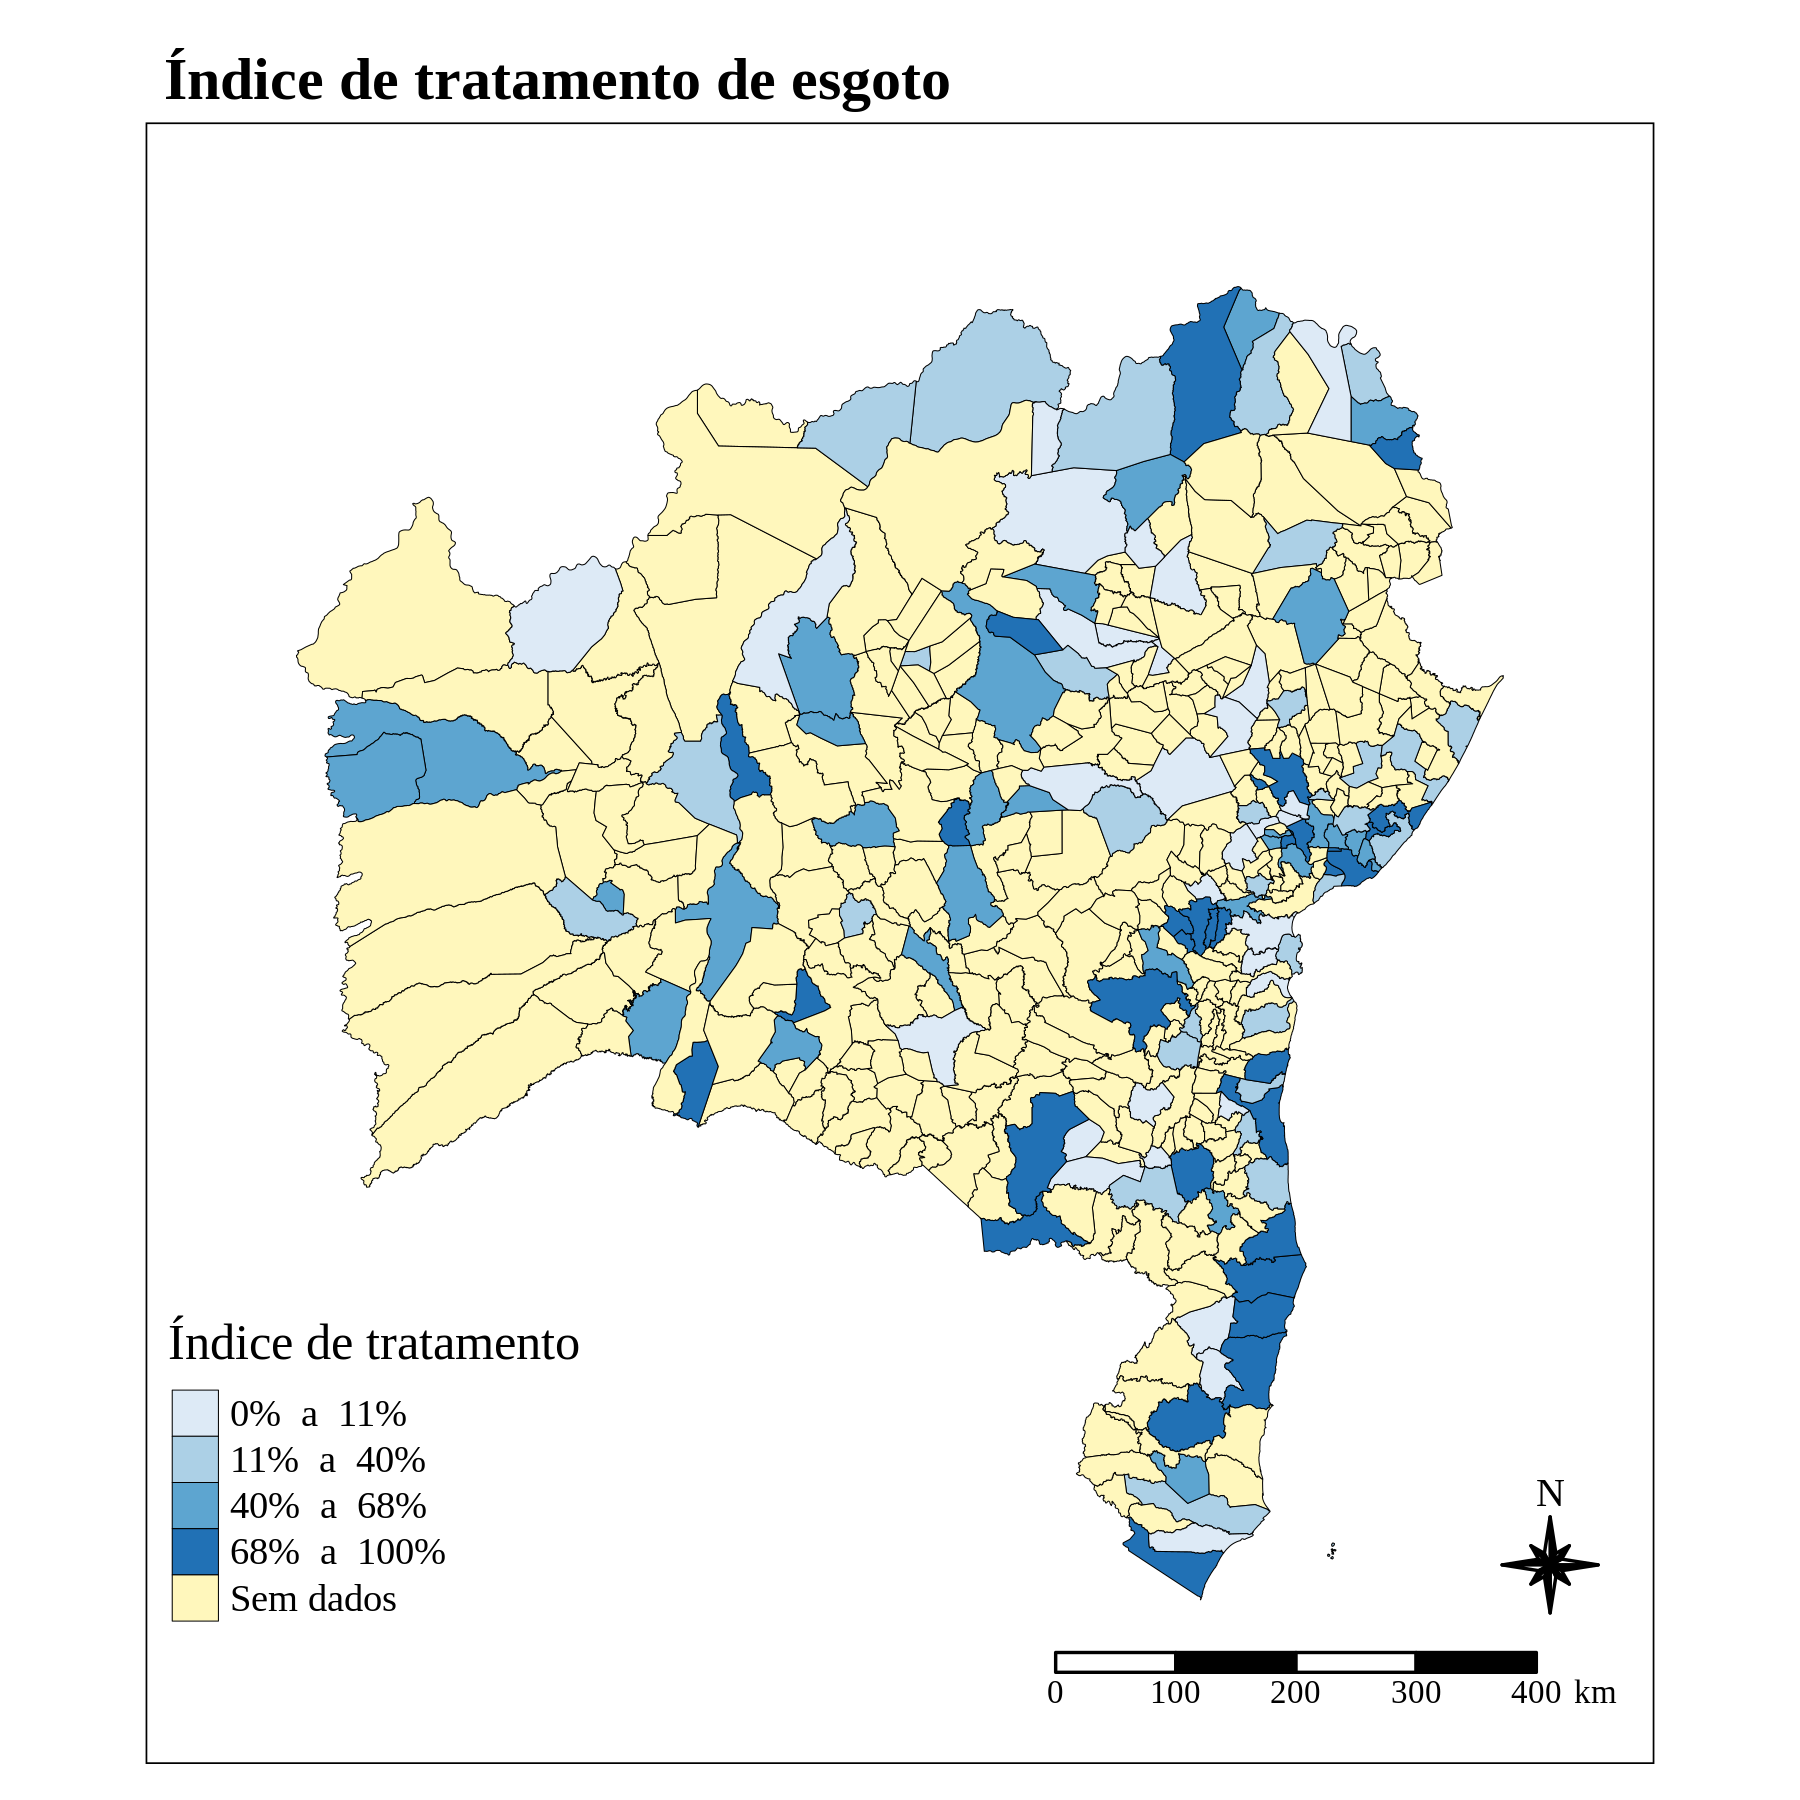 Índice de tratamento de esgoto
Índice de tratamento
0% a 11%
11% a 40%
40% a 68%
68% a 100%
Sem dados
N
0 100 200 300 400 km